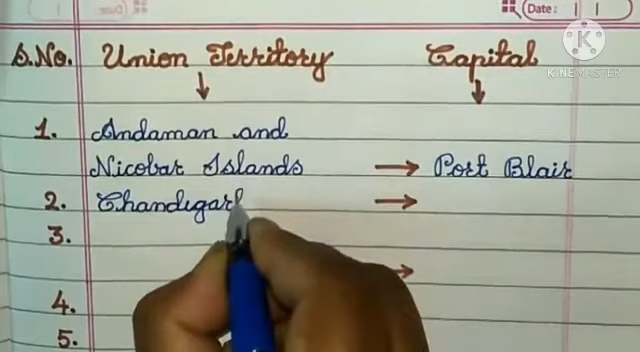 Date:
S.No. Union Territory Capital
KINEMASTER
1. Andaman and
Nicobar Islands → Port Blair
2. Chandigarh →
3. →
4.
5.